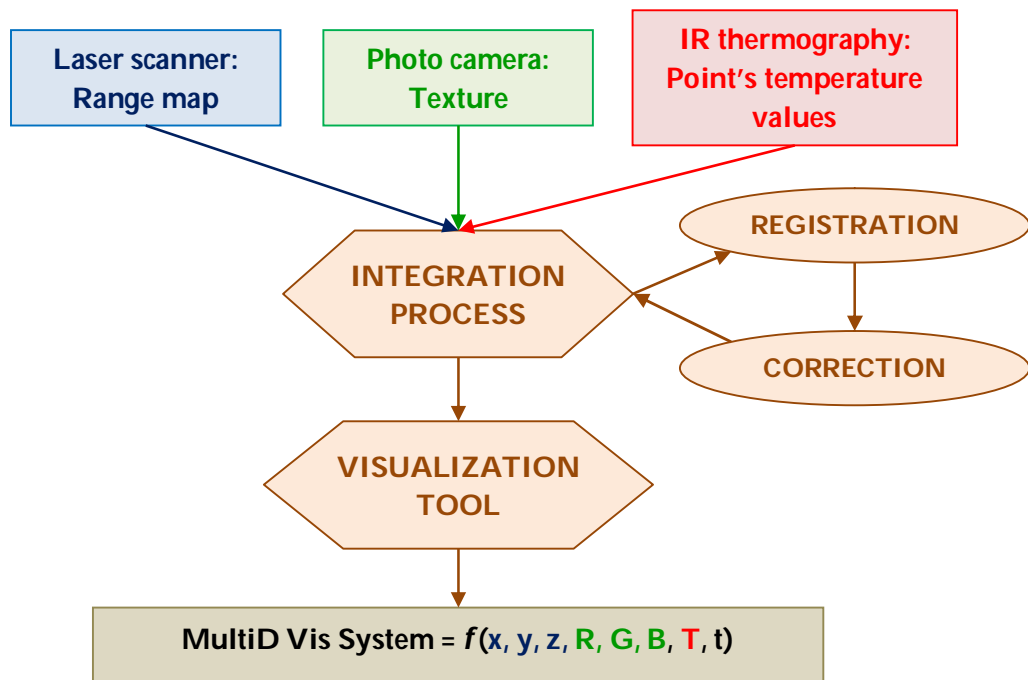 Laser scanner:
Range map
Photo camera:
Texture
IR thermography:
Point's temperature
values
REGISTRATION
INTEGRATION
PROCESS
CORRECTION
VISUALIZATION
TOOL
MultiD Vis System = f(x, y, z, R, G, B, T, t)